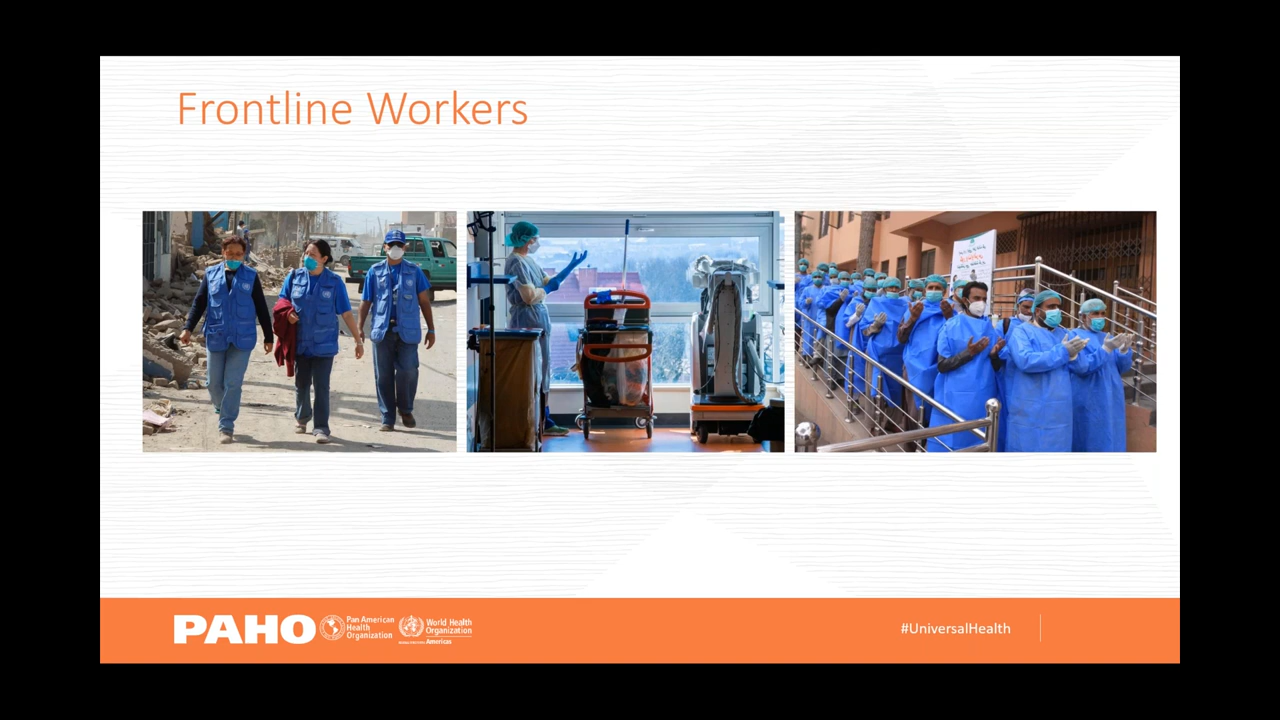 Frontline Workers
PAHO
Pan American
Health
Organization
World Health
Organization
Americas
#UniversalHealth